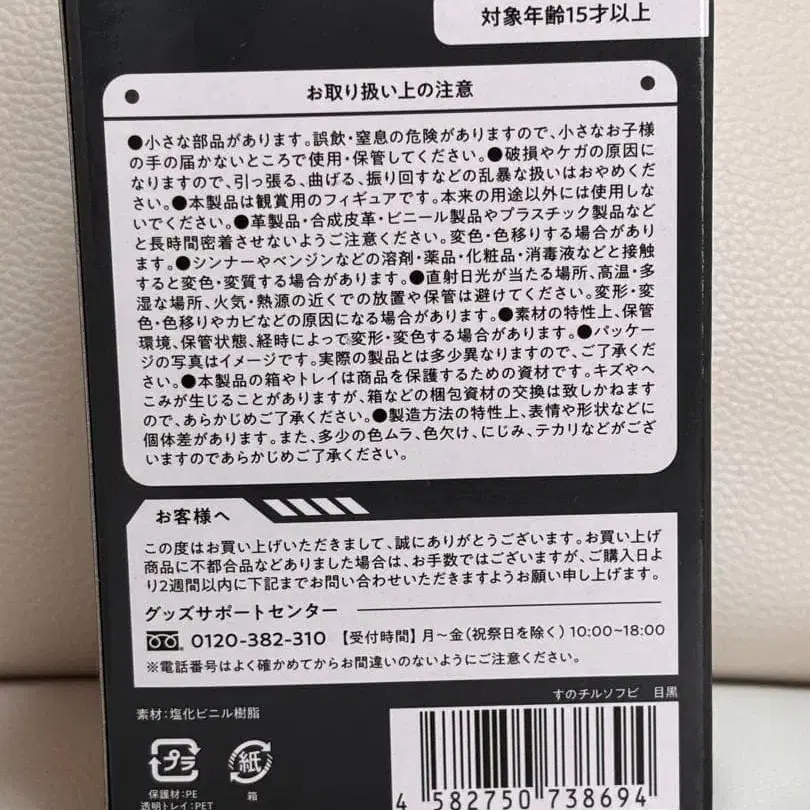 対象年齢15才以上
お取り扱い上の注意
●小さな部品があります。誤飲・窒息の危険がありますので、小さなお子様
の手の届かないところで使用・保管してください。●破損やケガの原因に
なりますので、引っ張る、曲げる、振り回すなどの乱暴な扱いはおやめくだ
さい。●本製品は観賞用のフィギュアです。本来の用途以外には使用しな
いでください。●革製品・合成皮革・ビニール製品やプラスチック製品など
と長時間密着させないようご注意ください。変色・色移りする場合があり
ます。●シンナーやベンジンなどの溶剤・薬品・化粧品・消毒液などと接触
すると変色・変質する場合があります。●直射日光が当たる場所、高温・多
湿な場所、火気・熱源の近くでの放置や保管は避けてください。変形・変
色・色移りやカビなどの原因になる場合があります。●素材の特性上、保管
環境、保管状態、経時によって変形・変色する場合があります。●パッケー
ジの写真はイメージです。実際の製品とは多少異なりますので、ご了承くだ
さい。●本製品の箱やトレイは商品を保護するための資材です。キズやへ
こみが生じることがありますが、箱などの梱包資材の交換は致しかねます
ので、あらかじめご了承ください。●製造方法の特性上、表情や形状などに
個体差があります。また、多少の色ムラ、色欠け、にじみ、テカリなどがござ
いますのであらかじめご了承ください。
お客様へ
この度はお買い上げいただきまして、誠にありがとうございます。お買い上げ
商品に不都合品などありました場合は、お手数ではございますが、ご購入日よ
り2週間以内に下記までお問い合わせいただきますようお願い申し上げます。
グッズサポートセンター
0120-382-310 【受付時間】月～金(祝祭日を除く)10:00~18:00
※電話番号はよく確かめてからお間違いのないようにご注意ください。
すのチルソフビ 目黒
素材:塩化ビニル樹脂
プラ 紙
保護材:PE 箱
透明トレイ:PET
4 582750 738694